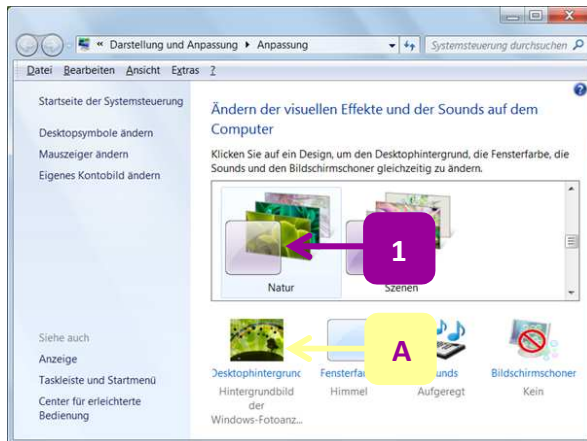 « Darstellung und Anpassung ▸ Anpassung
Systemsteuerung durchsuchen
Datei Bearbeiten Ansicht Extras ?
Startseite der Systemsteuerung
Desktopsymbole ändern
Mauszeiger ändern
Eigenes Kontobild ändern
Ändern der visuellen Effekte und der Sounds auf dem
Computer
Klicken Sie auf ein Design, um den Desktophintergrund, die Fensterfarbe, die
Sounds und den Bildschirmschoner gleichzeitig zu ändern.
1
Natur
Szenen
A
Desktophintergrund
Hintergrundbild
der
Windows-Fotoanz...
Himmel
Aufgeregt
Bildschirmschoner
Kein
Siehe auch
Anzeige
Taskleiste und Startmenü
Center für erleichterte
Bedienung